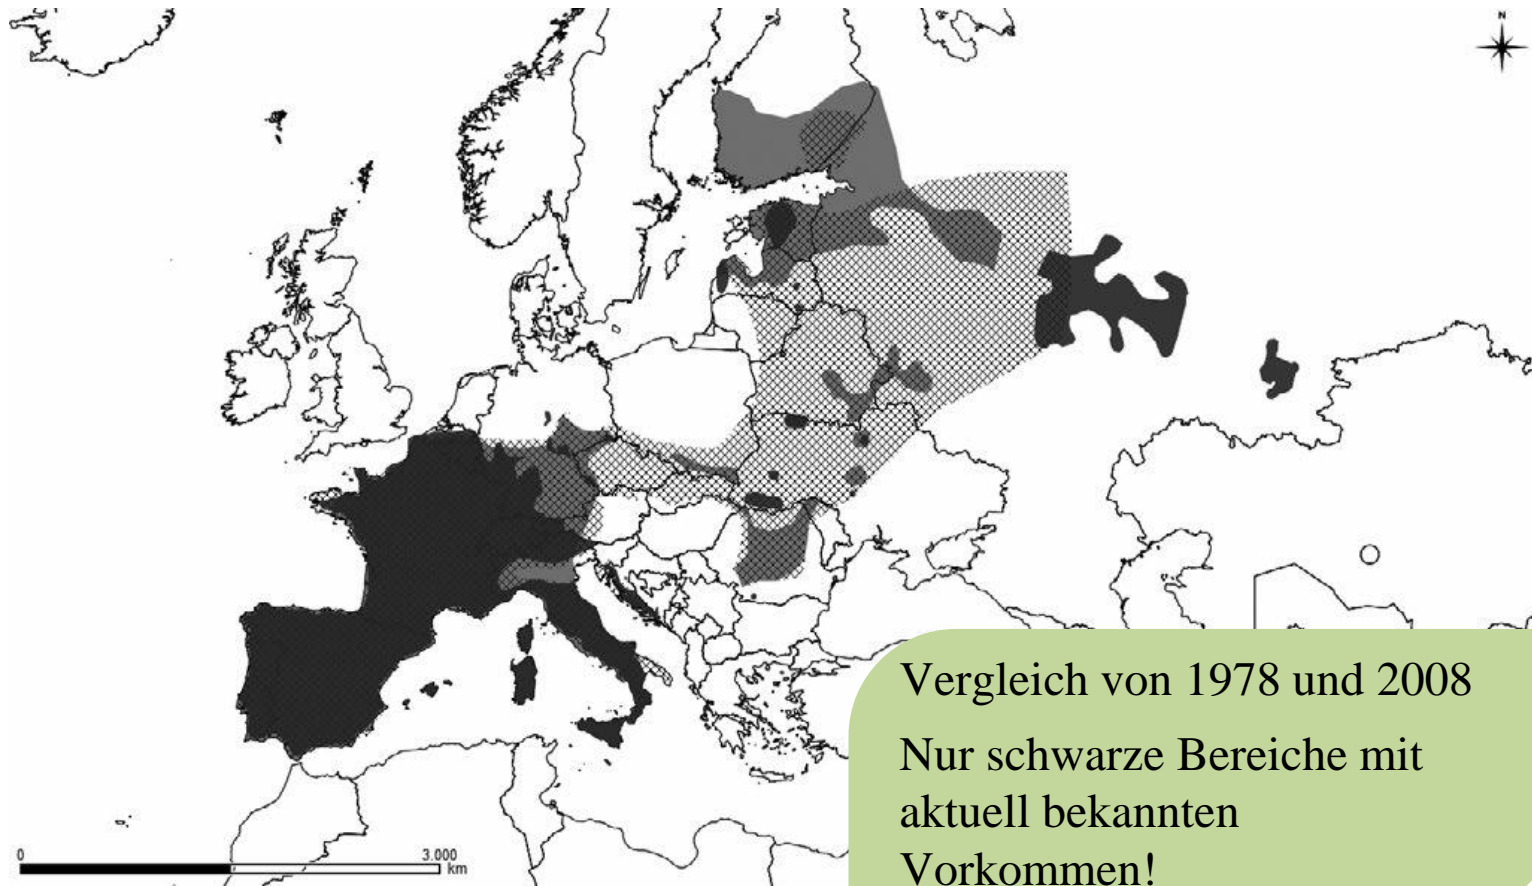 N
Vergleich von 1978 und 2008
Nur schwarze Bereiche mit
aktuell bekannten
Vorkommen!
0 3.000
km